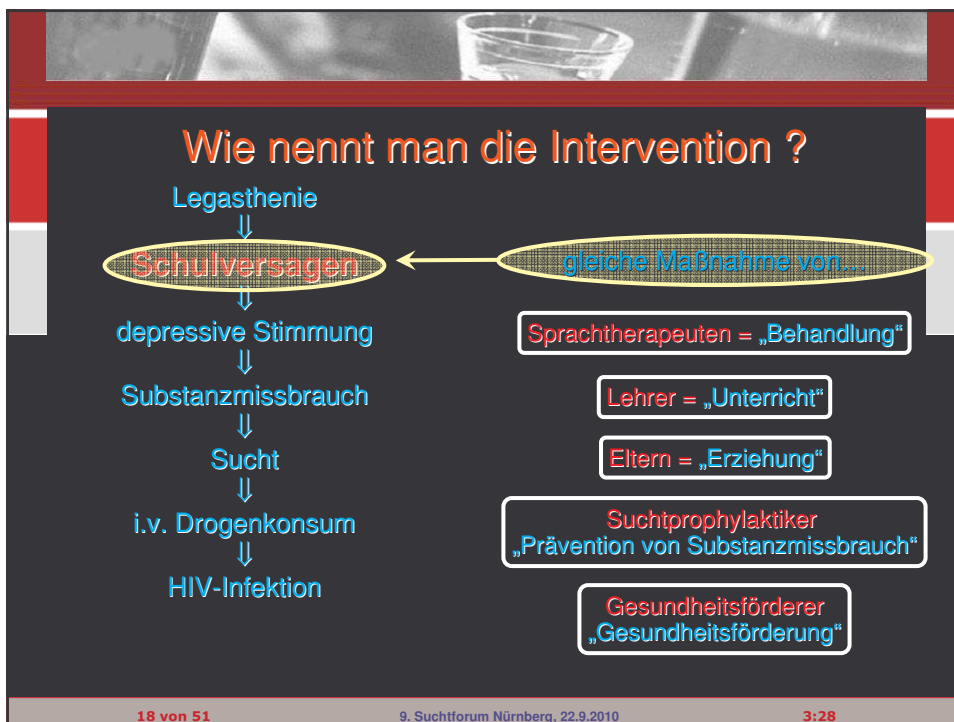 Wie nennt man die Intervention ?
Legasthenie
⇓
Schulversagen
⇓
depressive Stimmung
⇓
Substanzmissbrauch
⇓
Sucht
⇓
i.v. Drogenkonsum
⇓
HIV-Infektion
gleiche Maßnahme von...
Sprachtherapeuten = „Behandlung“
Lehrer = „Unterricht“
Eltern = „Erziehung“
Suchtprophylaktiker
„Prävention von Substanzmissbrauch“
Gesundheitsförderer
„Gesundheitsförderung“
18 von 51
9. Suchtforum Nürnberg, 22.9.2010
3:28